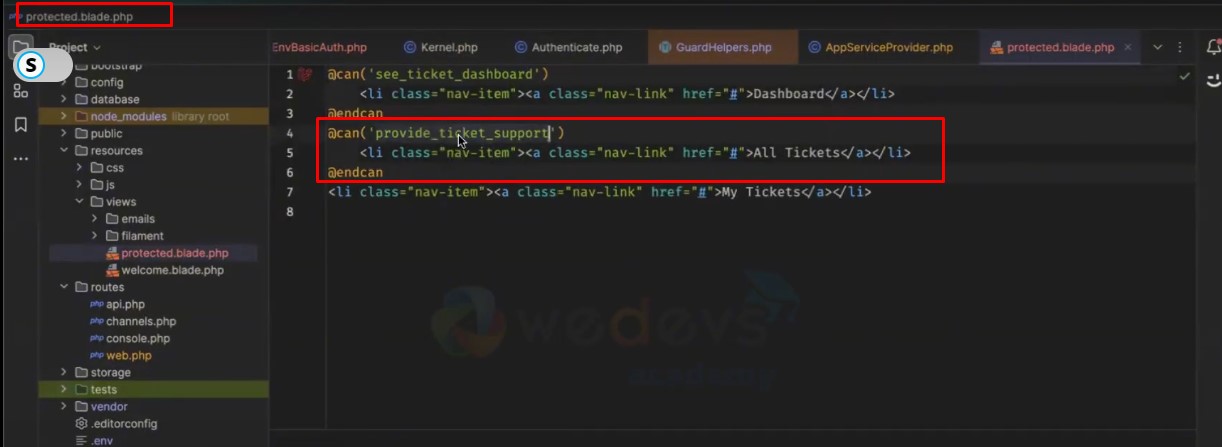 php protected.blade.php
Project
EnvBasicAuth.php
Kernel.php
Authenticate.php
GuardHelpers.php
AppServiceProvider.php
protected.blade.php ×
S
bootstrap
config
database
node_modules library root
public
resources
css
js
views
emails
filament
protected.blade.php
welcome.blade.php
routes
php api.php
php channels.php
php console.php
php web.php
storage
tests
vendor
.editorconfig
.env
1 @can('see_ticket_dashboard')
2 <li class="nav-item"><a class="nav-link" href="#">Dashboard</a></li>
3 @endcan
4 @can('provide_ticket_support')
5 <li class="nav-item"><a class="nav-link" href="#">All Tickets</a></li>
6 @endcan
7 <li class="nav-item"><a class="nav-link" href="#">My Tickets</a></li>
8
wedevs
academy